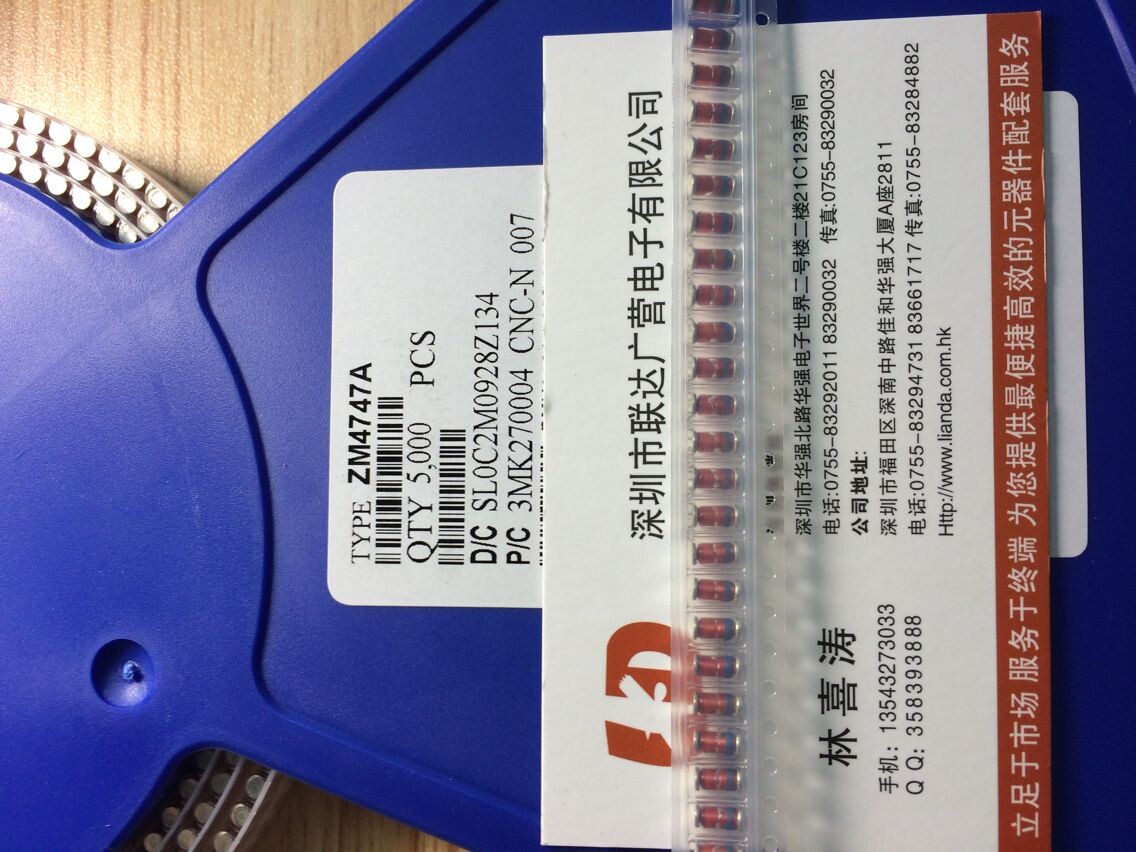 TYPE ZM4747A
QTY 5,000 PCS
D/C SL0C2M0928Z134
P/C 3MK270004 CNC-N 007
深圳市联达广营电子有限公司
LD
林喜涛
手机：13543273033
Q Q：358393888
深圳市华强北路华强电子世界二号楼二楼21C123房间
电话:0755-83292011 83290032 传真:0755-83290032
公司地址:
深圳市福田区深南中路佳和华强大厦A座2811
电话:0755-83294731 83661717 传真:0755-83284882
Http://www.lianda.com.hk
立足于市场 服务于终端 为您提供最便捷高效的元器件配套服务